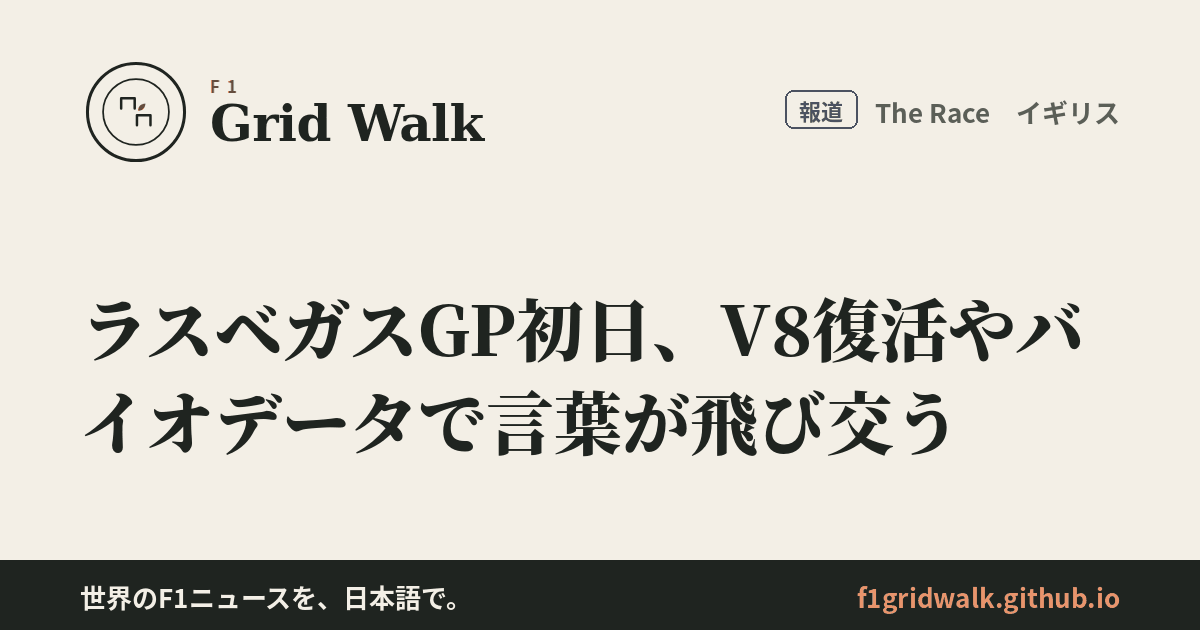 F1
Grid Walk
報道
The Race　イギリス
ラスベガスGP初日、V8復活やバ
イオデータで言葉が飛び交う
世界のF1ニュースを、日本語で。
f1gridwalk.github.io